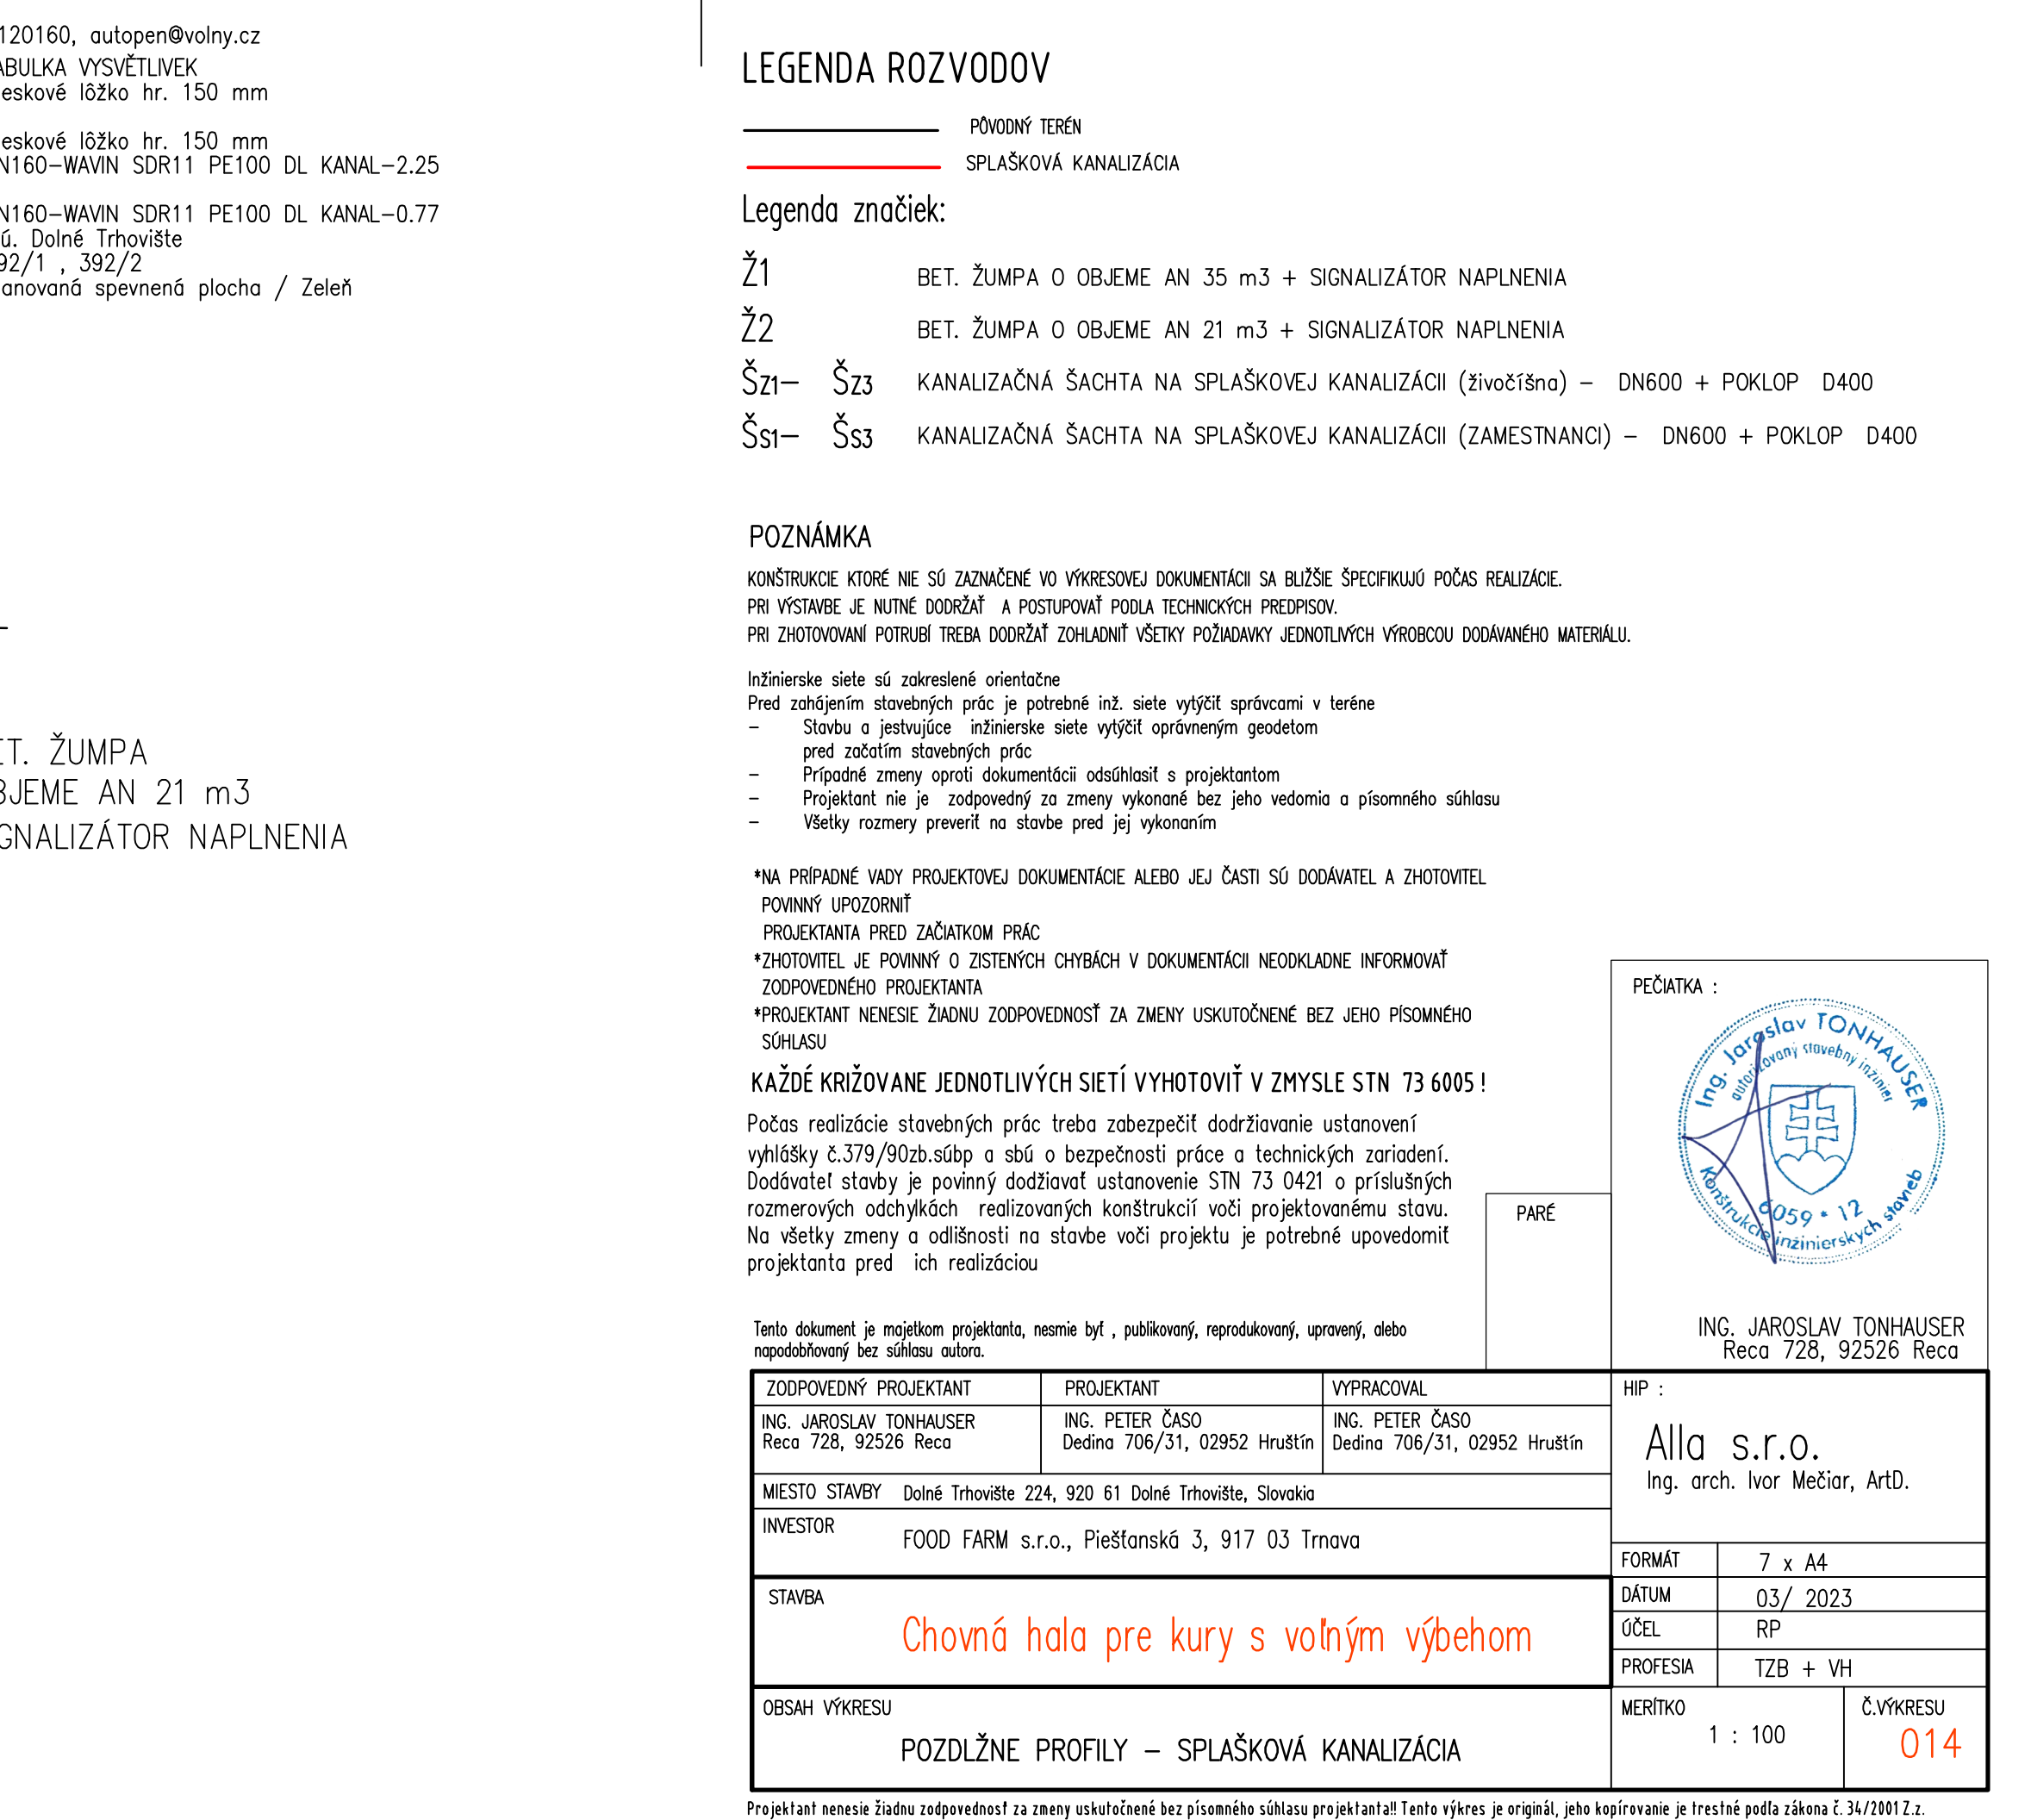 120160, autopen@volny.cz
ABULKA VYSVĚTLIVEK
eskové lôžko hr. 150 mm
eskové lôžko hr. 150 mm
N160-WAVIN SDR11 PE100 DL KANAL-2.25
N160-WAVIN SDR11 PE100 DL KANAL-0.77
ú. Dolné Trhovište
92/1 , 392/2
anovaná spevnená plocha / Zeleň
ET. ŽUMPA
BJEME AN 21 m3
GNALIZÁTOR NAPLNENIA
LEGENDA ROZVODOV
PÔVODNÝ TERÉN
SPLAŠKOVÁ KANALIZÁCIA
Legenda značiek:
Ž1 BET. ŽUMPA O OBJEME AN 35 m3 + SIGNALIZÁTOR NAPLNENIA
Ž2 BET. ŽUMPA O OBJEME AN 21 m3 + SIGNALIZÁTOR NAPLNENIA
ŠZ1- ŠZ3 KANALIZAČNÁ ŠACHTA NA SPLAŠKOVEJ KANALIZÁCII (živočíšna) - DN600 + POKLOP D400
ŠS1- ŠS3 KANALIZAČNÁ ŠACHTA NA SPLAŠKOVEJ KANALIZÁCII (ZAMESTNANCI) - DN600 + POKLOP D400
POZNÁMKA
KONŠTRUKCIE KTORÉ NIE SÚ ZAZNAČENÉ VO VÝKRESOVEJ DOKUMENTÁCII SA BLIŽŠIE ŠPECIFIKUJÚ POČAS REALIZÁCIE.
PRI VÝSTAVBE JE NUTNÉ DODRŽAŤ A POSTUPOVAŤ PODLA TECHNICKÝCH PREDPISOV.
PRI ZHOTOVOVANÍ POTRUBÍ TREBA DODRŽAŤ ZOHLADNIŤ VŠETKY POŽIADAVKY JEDNOTLIVÝCH VÝROBCOU DODÁVANÉHO MATERIÁLU.
Inžinierske siete sú zakreslené orientačne
Pred zahájením stavebných prác je potrebné inž. siete vytýčiť správcami v teréne
- Stavbu a jestvujúce inžinierske siete vytýčiť oprávneným geodetom
pred začatím stavebných prác
- Prípadné zmeny oproti dokumentácii odsúhlasiť s projektantom
- Projektant nie je zodpovedný za zmeny vykonané bez jeho vedomia a písomného súhlasu
- Všetky rozmery preveriť na stavbe pred jej vykonaním
*NA PRÍPADNÉ VADY PROJEKTOVEJ DOKUMENTÁCIE ALEBO JEJ ČASTI SÚ DODÁVATEL A ZHOTOVITEL
POVINNÝ UPOZORNIŤ
PROJEKTANTA PRED ZAČIATKOM PRÁC
*ZHOTOVITEL JE POVINNÝ O ZISTENÝCH CHYBÁCH V DOKUMENTÁCII NEODKLADNE INFORMOVAŤ
ZODPOVEDNÉHO PROJEKTANTA
*PROJEKTANT NENESIE ŽIADNU ZODPOVEDNOSŤ ZA ZMENY USKUTOČNENÉ BEZ JEHO PÍSOMNÉHO
SÚHLASU
KAŽDÉ KRIŽOVANE JEDNOTLIVÝCH SIETÍ VYHOTOVIŤ V ZMYSLE STN 73 6005 !
Počas realizácie stavebných prác treba zabezpečiť dodržiavanie ustanovení
vyhlášky č.379/90zb.súbp a sbú o bezpečnosti práce a technických zariadení.
Dodávateľ stavby je povinný dodžiavať ustanovenie STN 73 0421 o príslušných
rozmerových odchylkách realizovaných konštrukcií voči projektovanému stavu.
Na všetky zmeny a odlišnosti na stavbe voči projektu je potrebné upovedomiť
projektanta pred ich realizáciou
Tento dokument je majetkom projektanta, nesmie byť , publikovaný, reprodukovaný, upravený, alebo
napodobňovaný bez súhlasu autora.
PARÉ
PEČIATKA :
Ing. Jaroslav TONHAUSER
autorizovaný stavebný inžinier
6059 * 12
Konštrukcie inžinierskych stavieb
ING. JAROSLAV TONHAUSER
Reca 728, 92526 Reca
ZODPOVEDNÝ PROJEKTANT PROJEKTANT VYPRACOVAL
ING. JAROSLAV TONHAUSER ING. PETER ČASO ING. PETER ČASO
Reca 728, 92526 Reca Dedina 706/31, 02952 Hruštín Dedina 706/31, 02952 Hruštín
HIP :
Alla s.r.o.
Ing. arch. Ivor Mečiar, ArtD.
MIESTO STAVBY Dolné Trhovište 224, 920 61 Dolné Trhovište, Slovakia
INVESTOR
FOOD FARM s.r.o., Piešťanská 3, 917 03 Trnava
FORMÁT 7 x A4
DÁTUM 03/ 2023
ÚČEL RP
PROFESIA TZB + VH
STAVBA
Chovná hala pre kury s voľným výbehom
OBSAH VÝKRESU
POZDLŽNE PROFILY - SPLAŠKOVÁ KANALIZÁCIA
MERÍTKO
1 : 100
Č.VÝKRESU
014
Projektant nenesie žiadnu zodpovednosť za zmeny uskutočnené bez písomného súhlasu projektanta!! Tento výkres je originál, jeho kopírovanie je trestné podľa zákona č. 34/2001 Z.z.